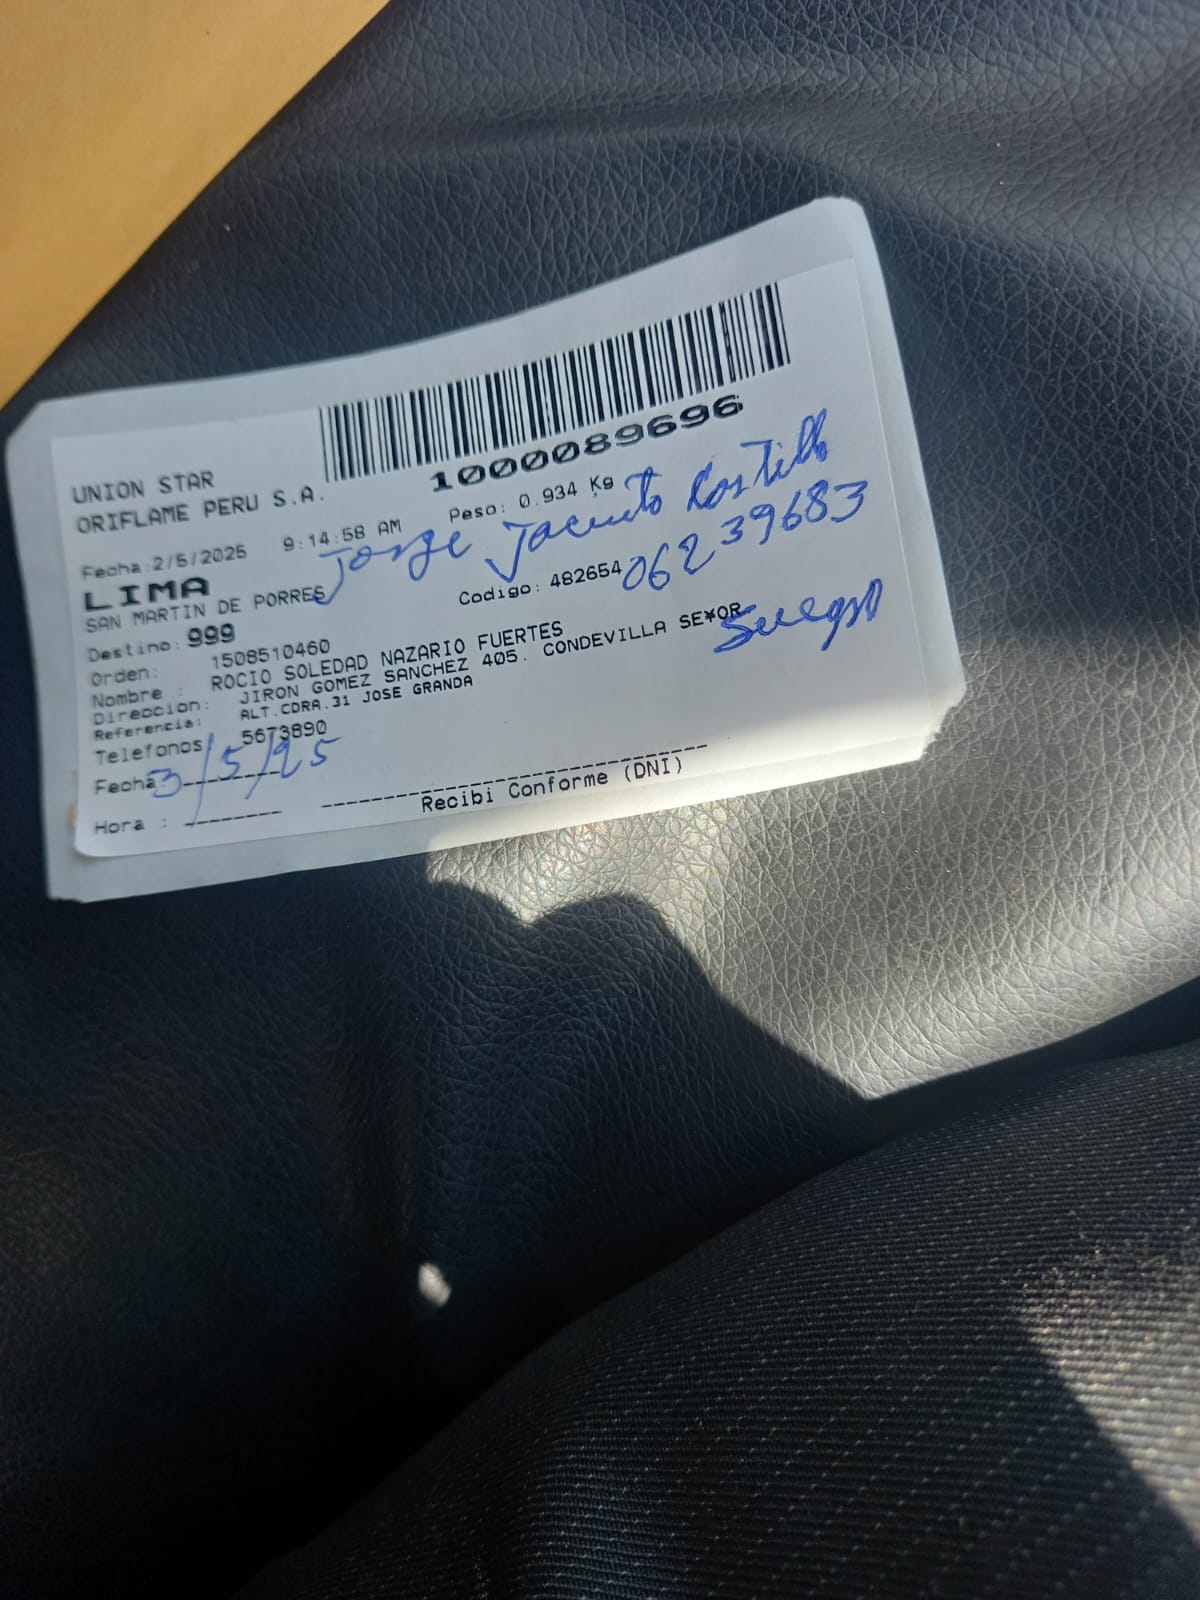 1000089696
UNION STAR
ORIFLAME PERU S.A.
Fecha:2/5/2025 9:14:58 AM Peso: 0.934 Kg
Jorge Jacinto Castillo
LIMA
SAN MARTIN DE PORRES Codigo: 482654
06239683
Destino: 999
Orden: 1508510460
Nombre : ROCIO SOLEDAD NAZARIO FUERTES
Direccion: JIRON GOMEZ SANCHEZ 405. CONDEVILLA SE¥OR
Suegro
Referencia: ALT.CDRA.31 JOSE GRANDA
Telefonos 5673890
Fecha: 3/5/25
Hora :
Recibi Conforme (DNI)